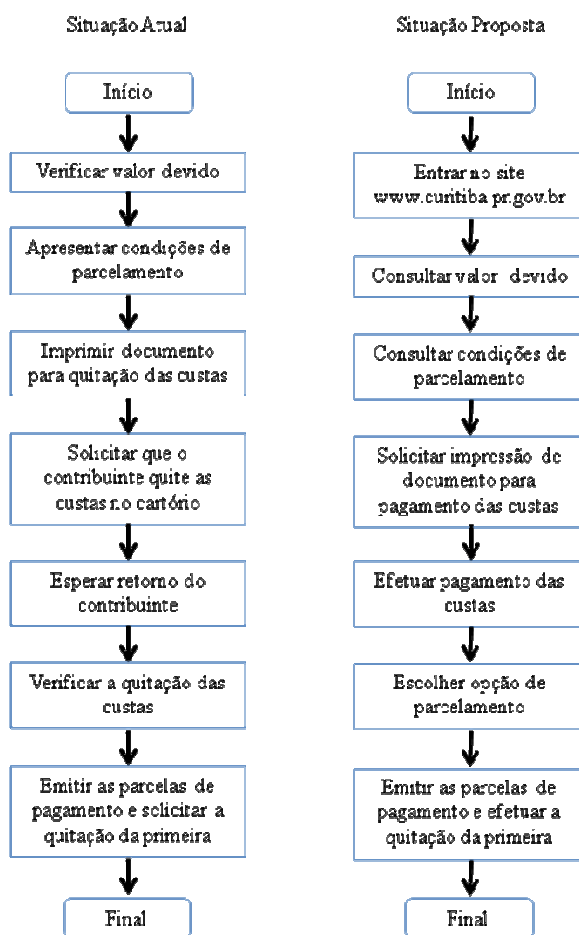 Situação Atual
Início
Verificar valor devido
Apresentar condições de
parcelamento
Imprimir documento
para quitação das custas
Solicitar que o
contribuinte quite as
custas no cartório
Esperar retorno do
contribuinte
Verificar a quitação das
custas
Emitir as parcelas de
pagamento e solicitar a
quitação da primeira
Final
Situação Proposta
Início
Entrar no site
www.curitiba.pr.gov.br
Consultar valor devido
Consultar condições de
parcelamento
Solicitar impressão de
documento para
pagamento das custas
Efetuar pagamento das
custas
Escolher opção de
parcelamento
Emitir as parcelas de
pagamento e efetuar a
quitação da primeira
Final